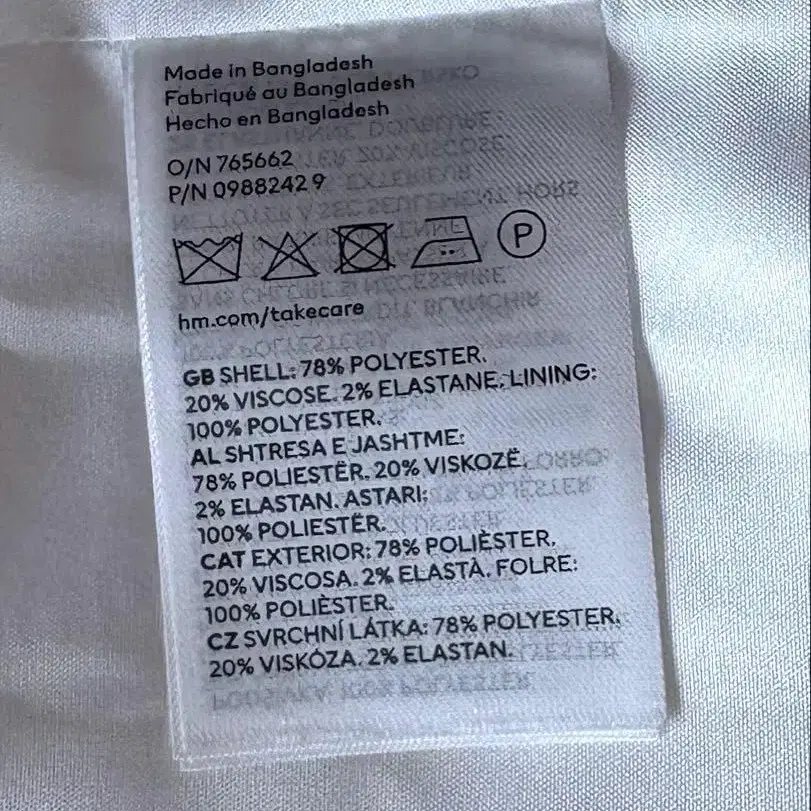 Made in Bangladesh
Fabriqué au Bangladesh
Hecho en Bangladesh
O/N 765662
P/N 0988242 9
P
hm.com/takecare
GB SHELL: 78% POLYESTER.
20% VISCOSE. 2% ELASTANE. LINING:
100% POLYESTER.
AL SHTRESA E JASHTME:
78% POLIESTËR. 20% VISKOZË.
2% ELASTAN. ASTARI:
100% POLIESTËR.
CAT EXTERIOR: 78% POLIÈSTER.
20% VISCOSA. 2% ELASTÀ. FOLRE:
100% POLIÈSTER.
CZ SVRCHNÍ LÁTKA: 78% POLYESTER.
20% VISKÓZA. 2% ELASTAN.